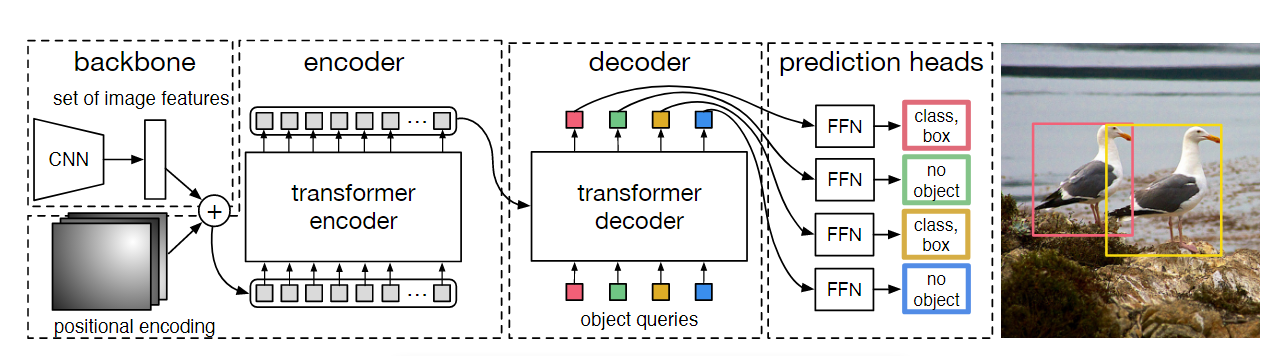 backbone
set of image features
CNN
+
positional encoding
encoder
...
transformer
encoder
...
decoder
transformer
decoder
object queries
prediction heads
FFN
class,
box
FFN
no
object
FFN
class,
box
FFN
no
object